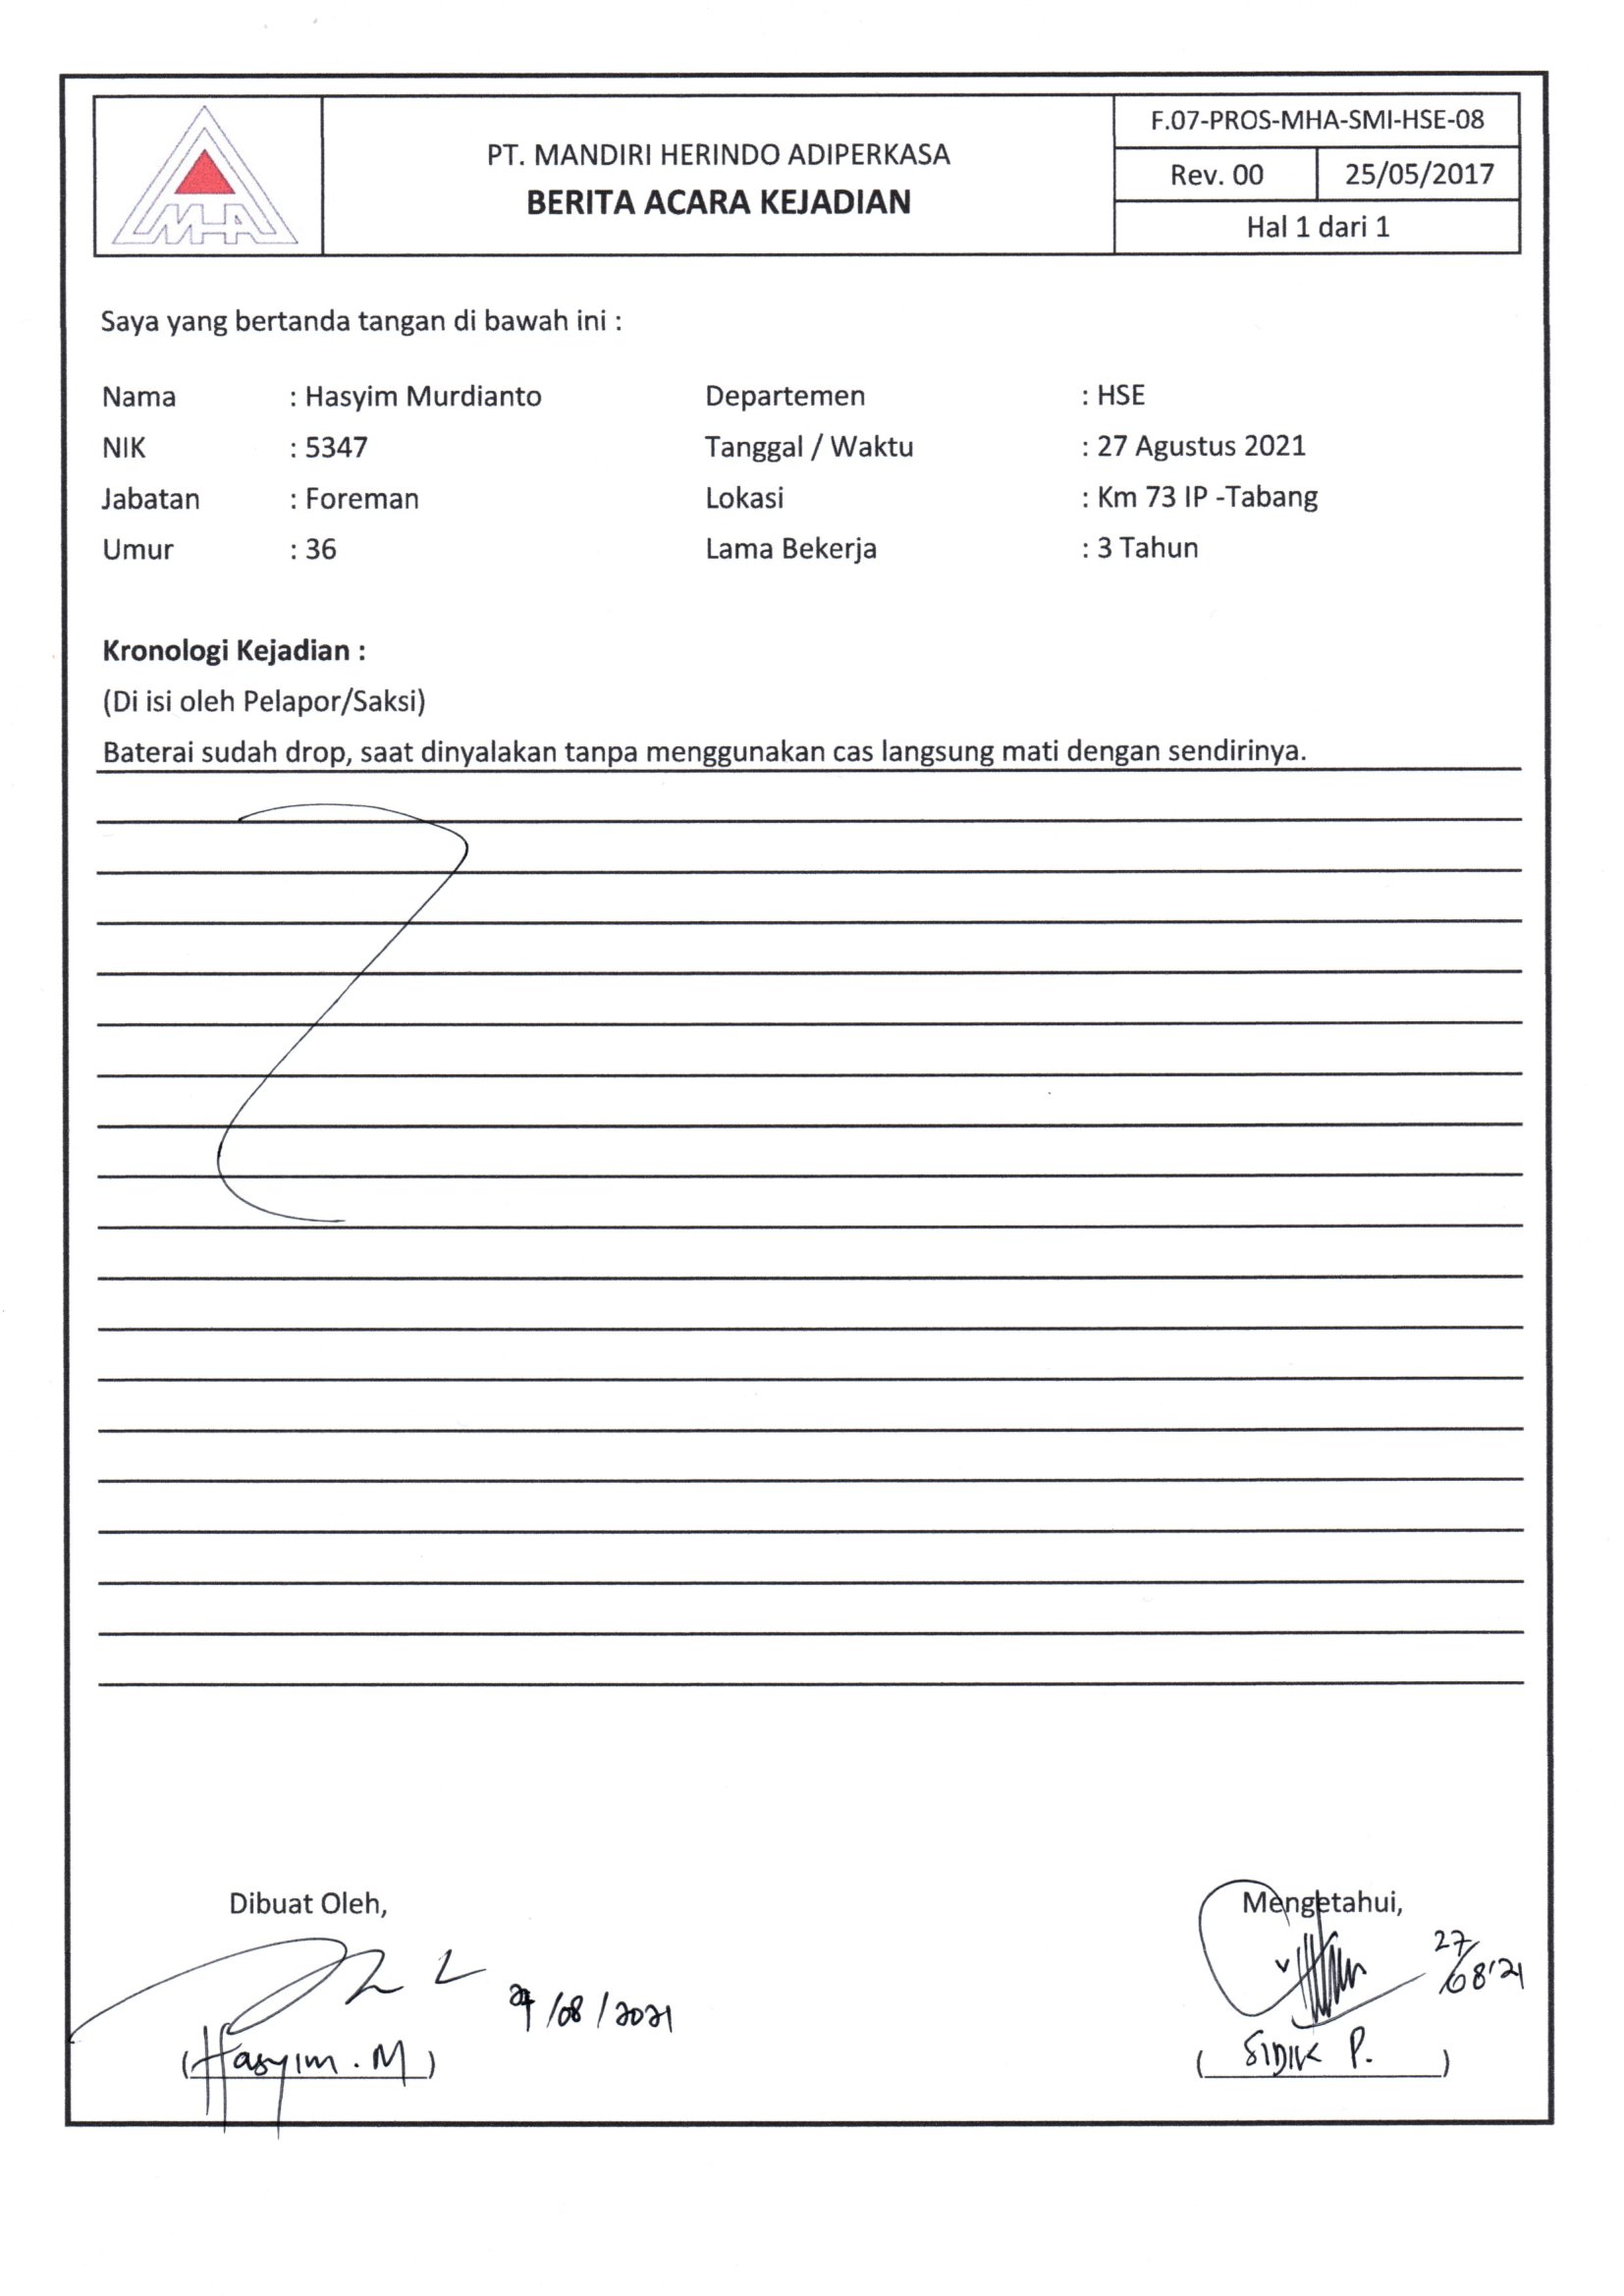 MHA
PT. MANDIRI HERINDO ADIPERKASA
BERITA ACARA KEJADIAN
F.07-PROS-MHA-SMI-HSE-08
Rev. 00 25/05/2017
Hal 1 dari 1
Saya yang bertanda tangan di bawah ini :
Nama : Hasyim Murdianto Departemen : HSE
NIK : 5347 Tanggal / Waktu : 27 Agustus 2021
Jabatan : Foreman Lokasi : Km 73 IP -Tabang
Umur : 36 Lama Bekerja : 3 Tahun
Kronologi Kejadian :
(Di isi oleh Pelapor/Saksi)
Baterai sudah drop, saat dinyalakan tanpa menggunakan cas langsung mati dengan sendirinya.
Dibuat Oleh, Mengetahui,
27/08/2021 27/08'21
(Hasyim . M) ( SIDIK P. )